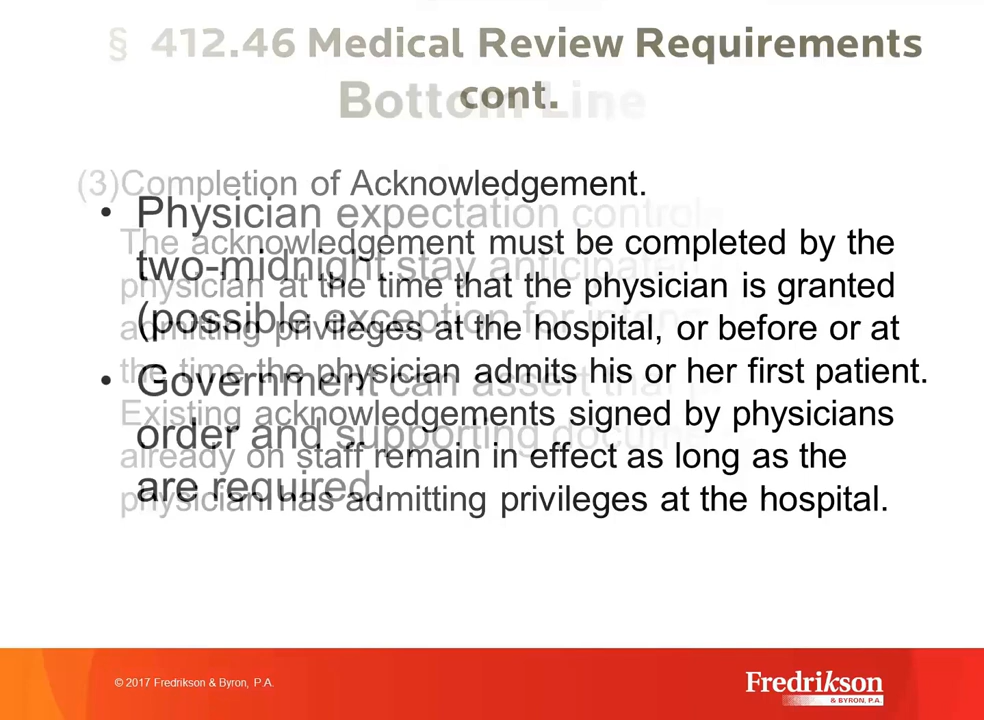 § 412.46 Medical Review Requirements
cont.
(3)Completion of Acknowledgement.
The acknowledgement must be completed by the
physician at the time that the physician is granted
admitting privileges at the hospital, or before or at
the time the physician admits his or her first patient.
Existing acknowledgements signed by physicians
already on staff remain in effect as long as the
physician has admitting privileges at the hospital.
Bottom Line
• Physician expectation controls
two-midnight stay anticipated
(possible exception for
• Government can assert that
order and supporting
are required
© 2017 Fredrikson & Byron, P.A.
Fredrikson
& BYRON, P.A.